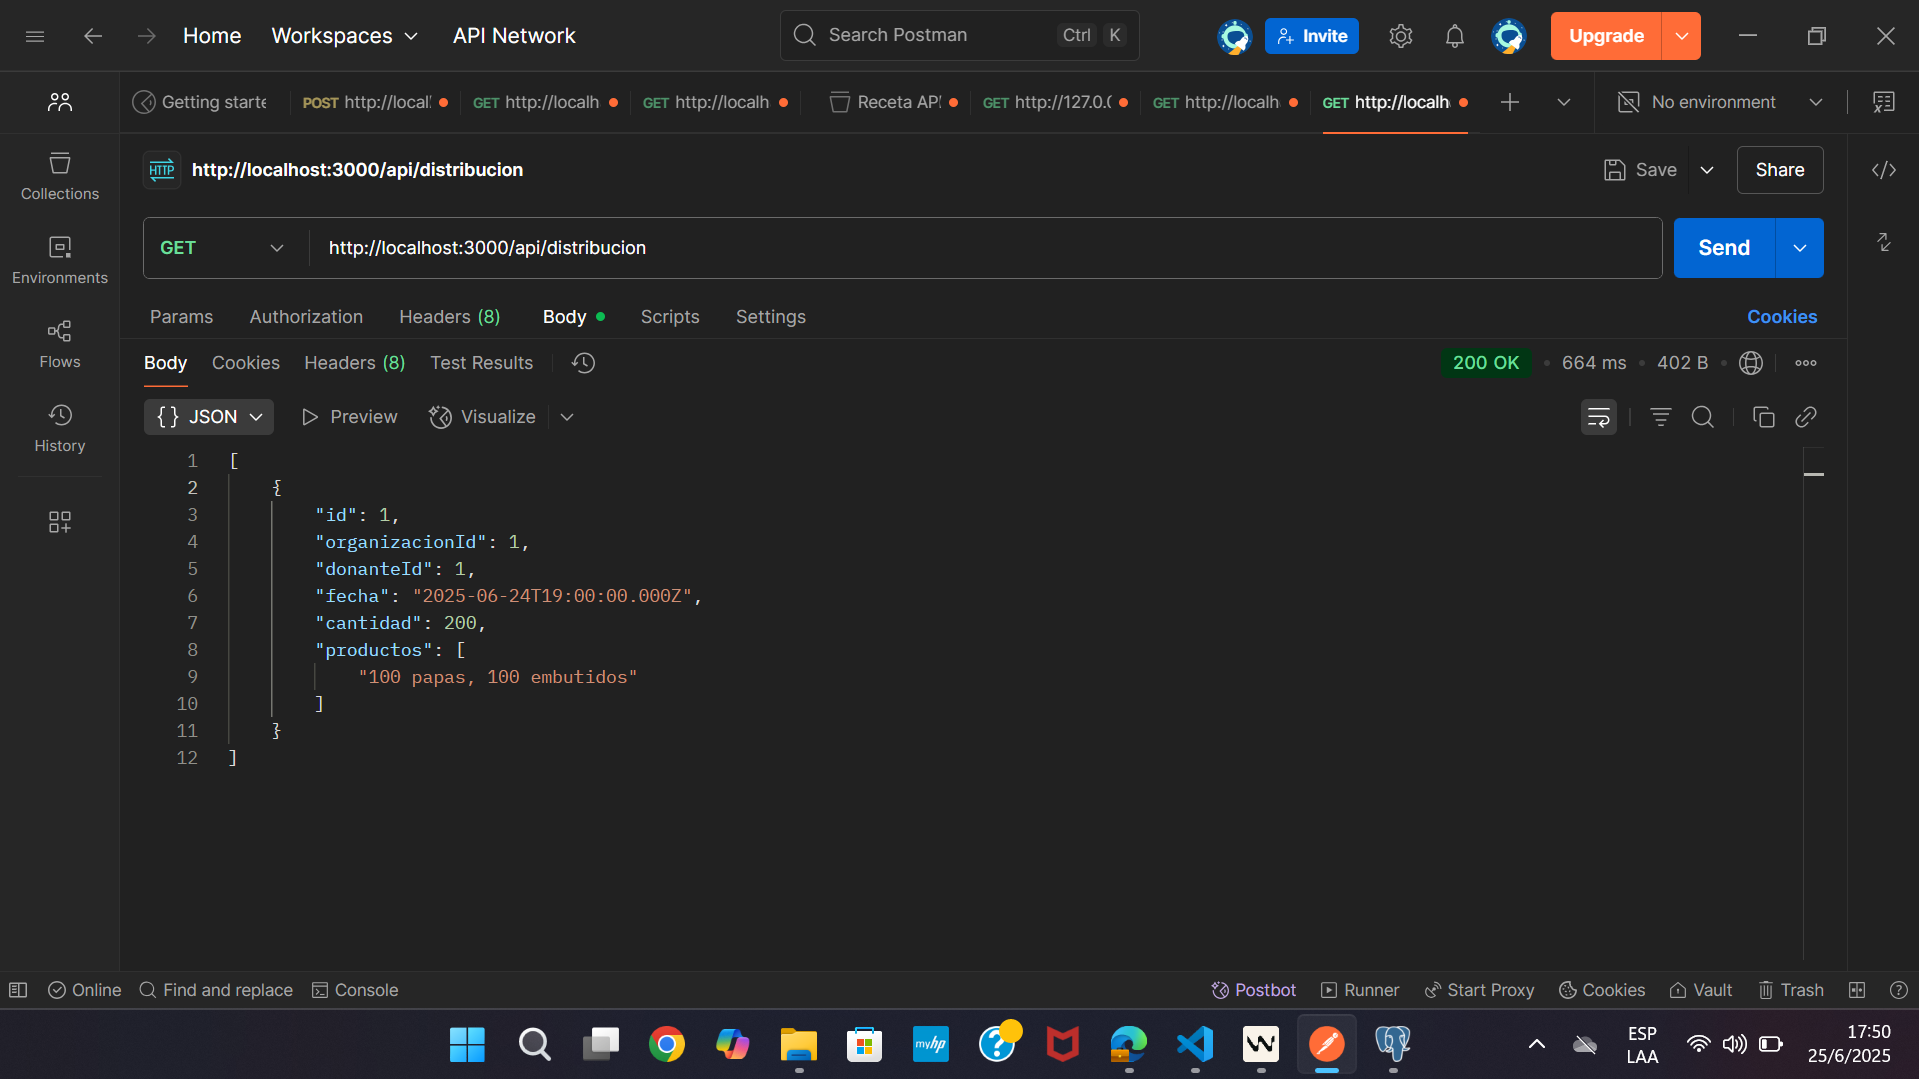 Home Workspaces API Network Search Postman Ctrl K Invite Upgrade
Getting starte POST http://local GET http://localh GET http://localh Receta API GET http://127.0.0 GET http://localh GET http://localh No environment
HTTP http://localhost:3000/api/distribucion Save Share
Collections
GET http://localhost:3000/api/distribucion Send
Environments
Params Authorization Headers (8) Body Scripts Settings Cookies
Flows
Body Cookies Headers (8) Test Results 200 OK 664 ms 402 B
{ } JSON Preview Visualize
History
1 [
2 {
3 "id": 1,
4 "organizacionId": 1,
5 "donanteId": 1,
6 "fecha": "2025-06-24T19:00:00.000Z",
7 "cantidad": 200,
8 "productos": [
9 "100 papas, 100 embutidos"
10 ]
11 }
12 ]
Online Find and replace Console Postbot Runner Start Proxy Cookies Vault Trash
myhp
ESP
LAA
17:50
25/6/2025